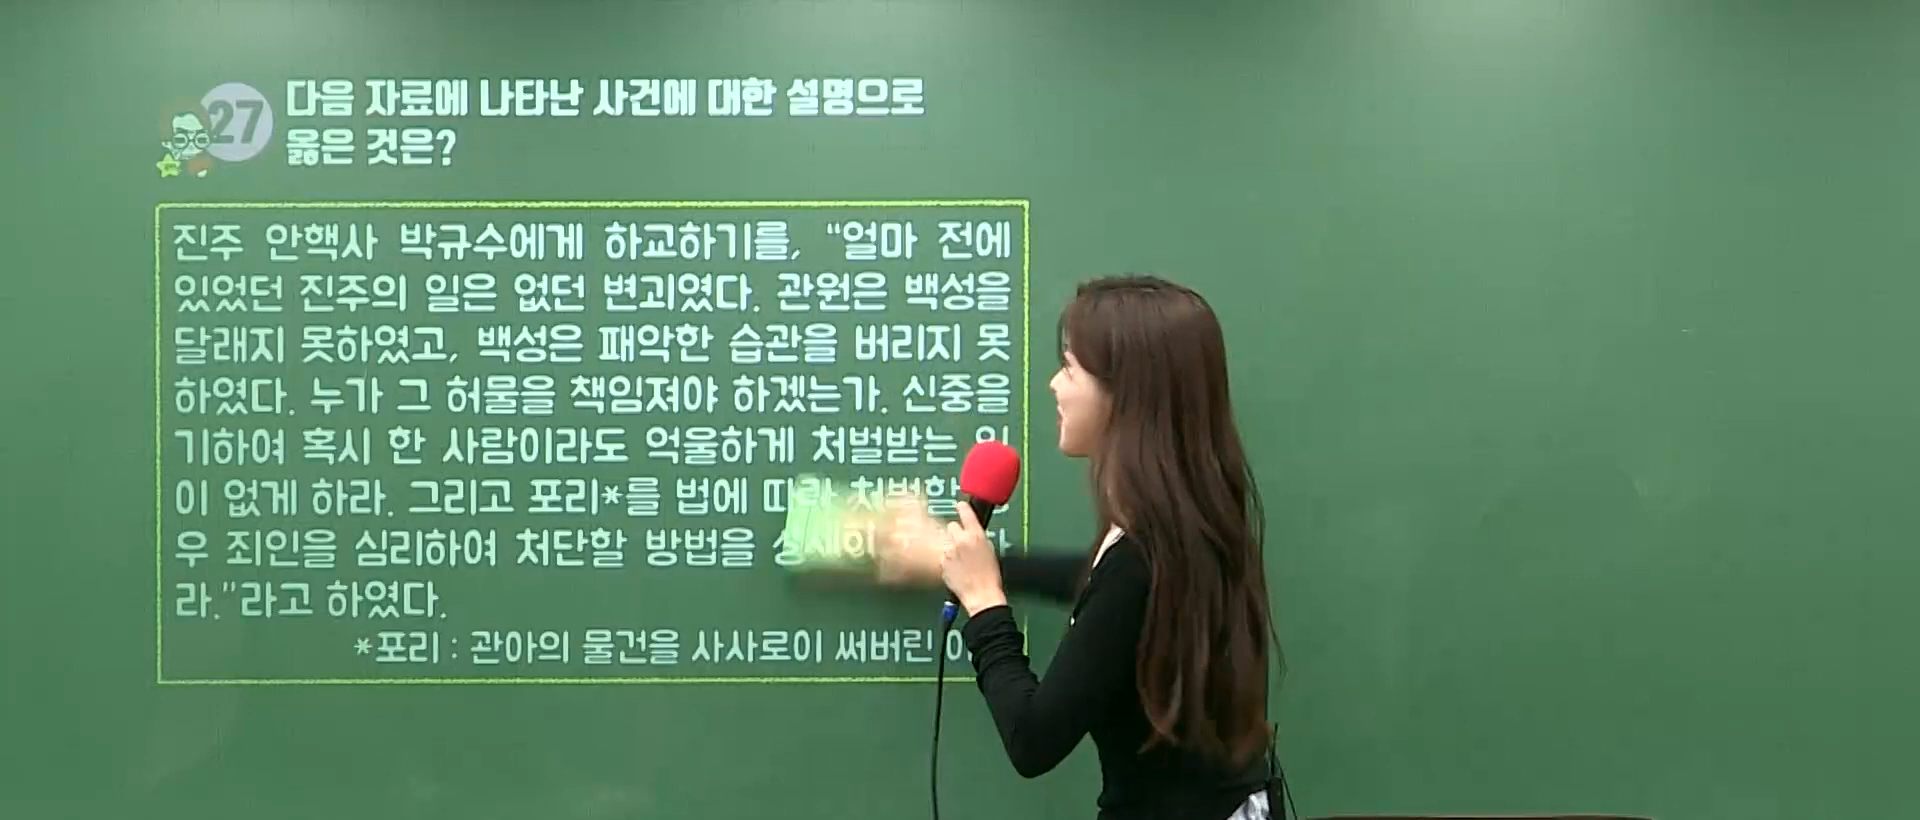 27 다음 자료에 나타난 사건에 대한 설명으로
옳은 것은?
진주 안핵사 박규수에게 하교하기를, “얼마 전에
있었던 진주의 일은 없던 변괴였다. 관원은 백성을
달래지 못하였고, 백성은 패악한 습관을 버리지 못
하였다. 누가 그 허물을 책임져야 하겠는가. 신중을
기하여 혹시 한 사람이라도 억울하게 처벌받는
이 없게 하라. 그리고 포리*를 법에 따라 처벌할
우 죄인을 심리하여 처단할 방법을 상세히
라.”라고 하였다.
*포리 : 관아의 물건을 사사로이 써버린